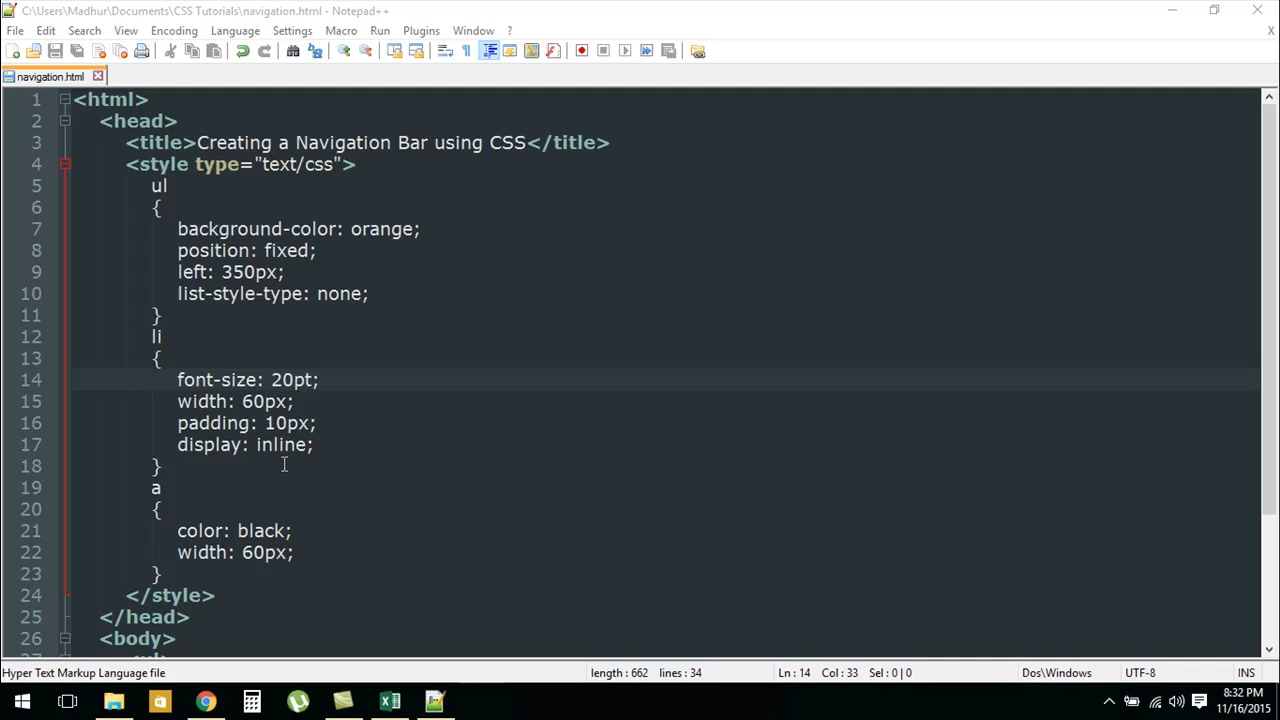 C:\Users\Madhur\Documents\CSS Tutorials\navigation.html - Notepad++
File Edit Search View Encoding Language Settings Macro Run Plugins Window ? X
navigation.html
1 <html>
2 <head>
3 <title>Creating a Navigation Bar using CSS</title>
4 <style type="text/css">
5 ul
6 {
7 background-color: orange;
8 position: fixed;
9 left: 350px;
10 list-style-type: none;
11 }
12 li
13 {
14 font-size: 20pt;
15 width: 60px;
16 padding: 10px;
17 display: inline;
18 }
19 a
20 {
21 color: black;
22 width: 60px;
23 }
24 </style>
25 </head>
26 <body>
Hyper Text Markup Language file length : 662 lines : 34 Ln : 14 Col : 33 Sel : 0 | 0 Dos\Windows UTF-8 INS
8:32 PM
11/16/2015